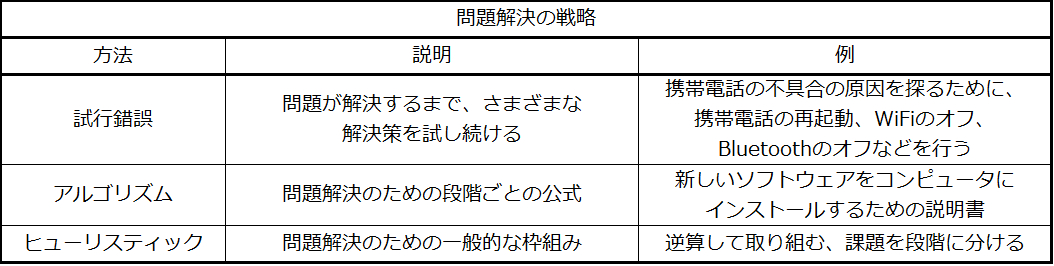 問題解決の戦略
方法 説明 例
試行錯誤
問題が解決するまで、さまざまな
解決策を試し続ける
携帯電話の不具合の原因を探るために、
携帯電話の再起動、WiFiのオフ、
Bluetoothのオフなどを行う
アルゴリズム
問題解決のための段階ごとの公式
新しいソフトウェアをコンピュータに
インストールするための説明書
ヒューリスティック
問題解決のための一般的な枠組み
逆算して取り組む、課題を段階に分ける